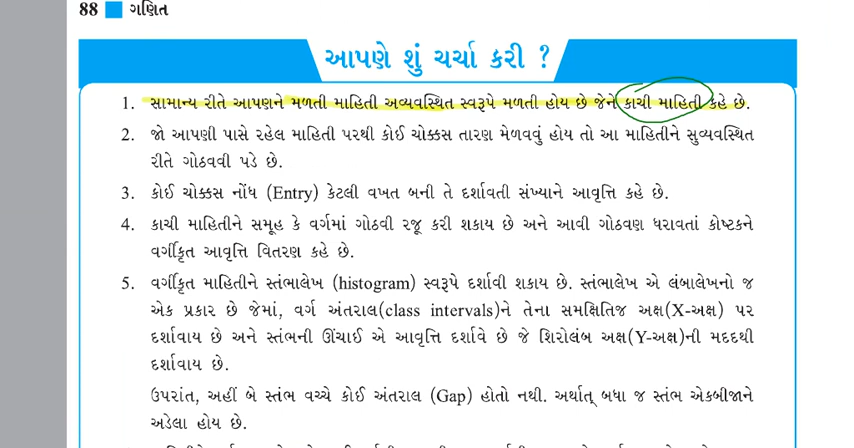 88 ગણિત
આપણે શું ચર્ચા કરી ?
1. સામાન્ય રીતે આપણને મળતી માહિતી અવ્યવસ્થિત સ્વરૂપે મળતી હોય છે જેને કાચી માહિતી કહે છે.
2. જો આપણી પાસે રહેલ માહિતી પરથી કોઈ ચોક્કસ તારણ મેળવવું હોય તો આ માહિતીને સુવ્યવસ્થિત
રીતે ગોઠવવી પડે છે.
3. કોઈ ચોક્કસ નોંધ (Entry) કેટલી વખત બની તે દર્શાવતી સંખ્યાને આવૃત્તિ કહે છે.
4. કાચી માહિતીને સમૂહ કે વર્ગમાં ગોઠવી રજૂ કરી શકાય છે અને આવી ગોઠવણ ધરાવતાં કોષ્ટકને
વર્ગીકૃત આવૃત્તિ વિતરણ કહે છે.
5. વર્ગીકૃત માહિતીને સ્તંભાલેખ (histogram) સ્વરૂપે દર્શાવી શકાય છે. સ્તંભાલેખ એ લંબાલેખનો જ
એક પ્રકાર છે જેમાં, વર્ગ અંતરાલ(class intervals)ને તેના સમક્ષિતિજ અક્ષ(X-અક્ષ) પર
દર્શાવાય છે અને સ્તંભની ઊંચાઈ એ આવૃત્તિ દર્શાવે છે જે શિરોલંબ અક્ષ(Y-અક્ષ)ની મદદથી
દર્શાવાય છે.
ઉપરાંત, અહીં બે સ્તંભ વચ્ચે કોઈ અંતરાલ (Gap) હોતો નથી. અર્થાત્ બધા જ સ્તંભ એકબીજાને
અડેલા હોય છે.